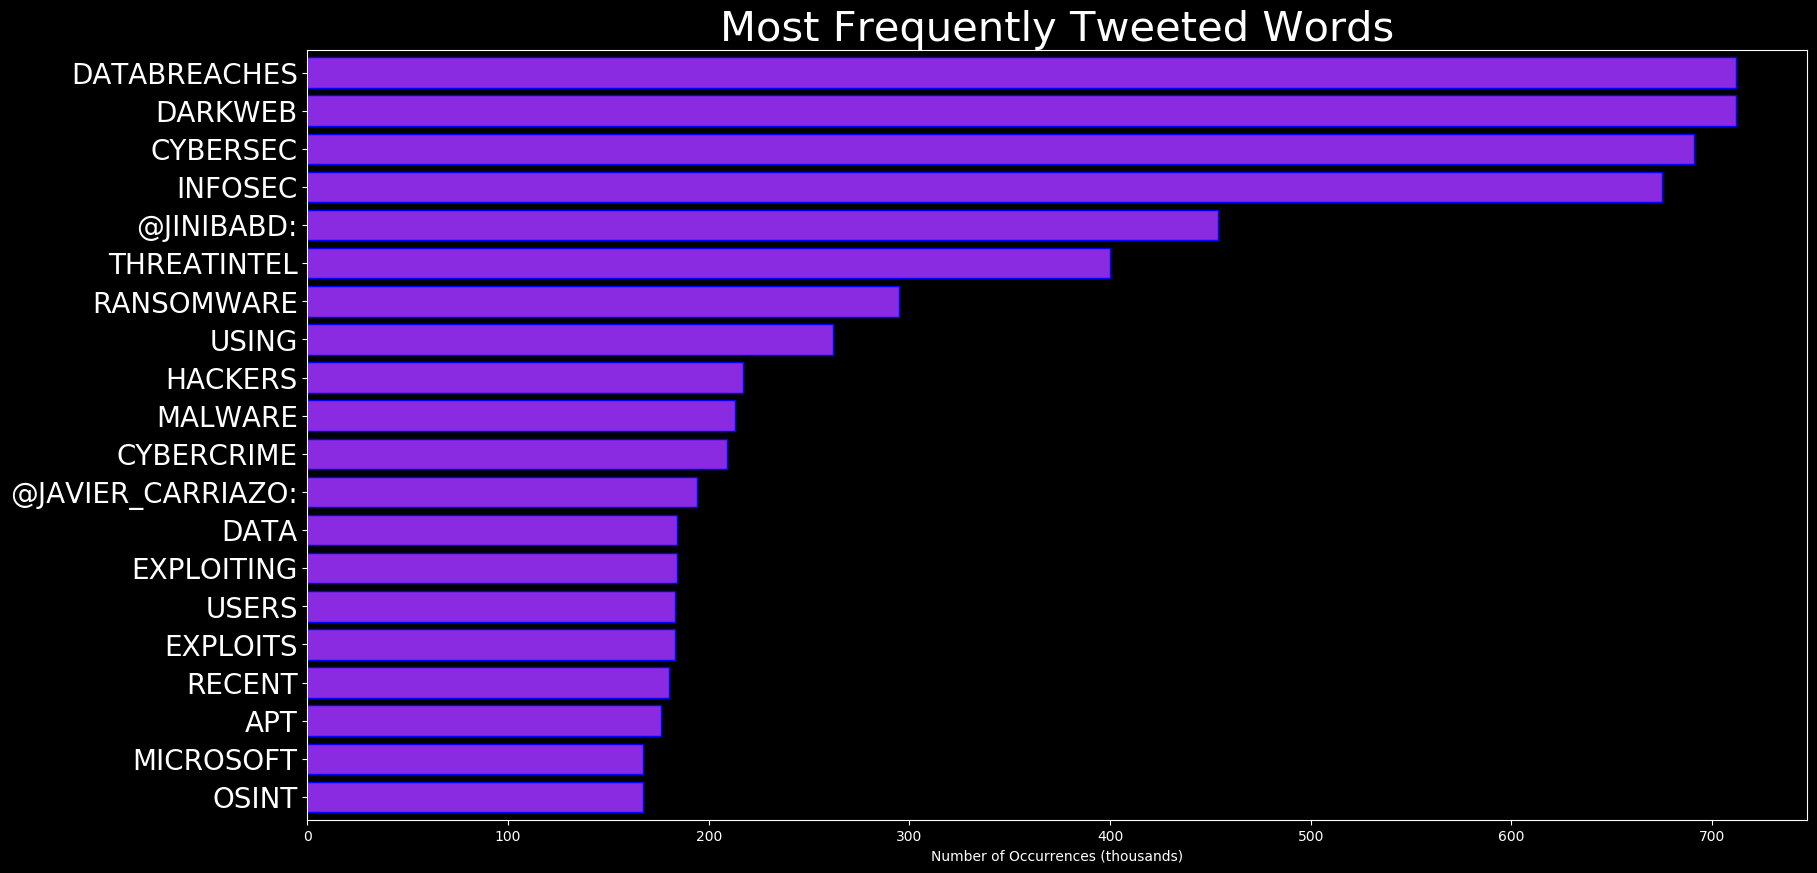 Most Frequently Tweeted Words
DATABREACHES
DARKWEB
CYBERSEC
INFOSEC
@JINIBABD:
THREATINTEL
RANSOMWARE
USING
HACKERS
MALWARE
CYBERCRIME
@JAVIER_CARRIAZO:
DATA
EXPLOITING
USERS
EXPLOITS
RECENT
APT
MICROSOFT
OSINT
0 100 200 300 400 500 600 700
Number of Occurrences (thousands)